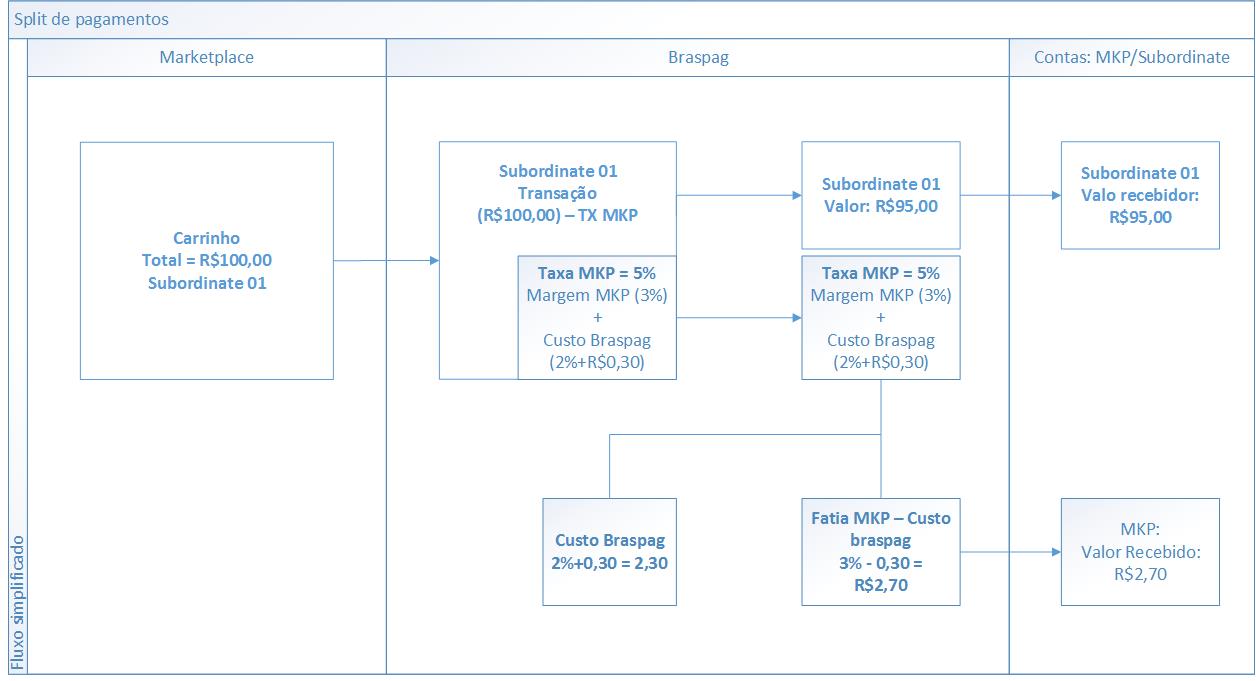 Split de pagamentos
Marketplace
Braspag
Contas: MKP/Subordinate
Fluxo simplificado
Carrinho
Total = R$100,00
Subordinate 01
Subordinate 01
Transação
(R$100,00) – TX MKP
Taxa MKP = 5%
Margem MKP (3%)
+
Custo Braspag
(2%+R$0,30)
Subordinate 01
Valor: R$95,00
Taxa MKP = 5%
Margem MKP (3%)
+
Custo Braspag
(2%+R$0,30)
Subordinate 01
Valo recebidor:
R$95,00
Custo Braspag
2%+0,30 = 2,30
Fatia MKP – Custo
braspag
3% - 0,30 =
R$2,70
MKP:
Valor Recebido:
R$2,70